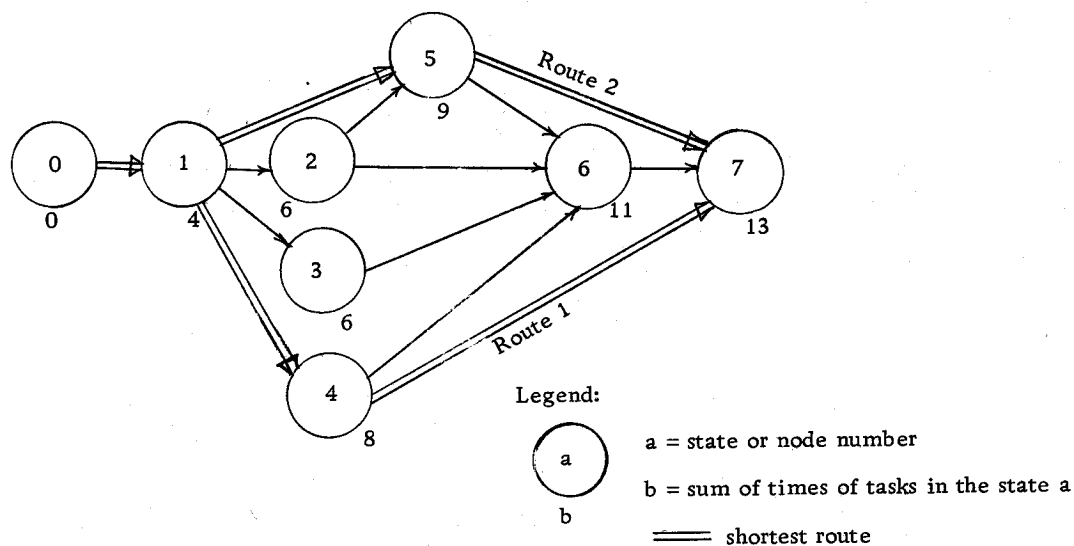 5
Route 2
9
0
1
2
6
7
0
4
6
11
13
3
6
Route 1
4
8
Legend:
a
a = state or node number
b = sum of times of tasks in the state a
b
shortest route